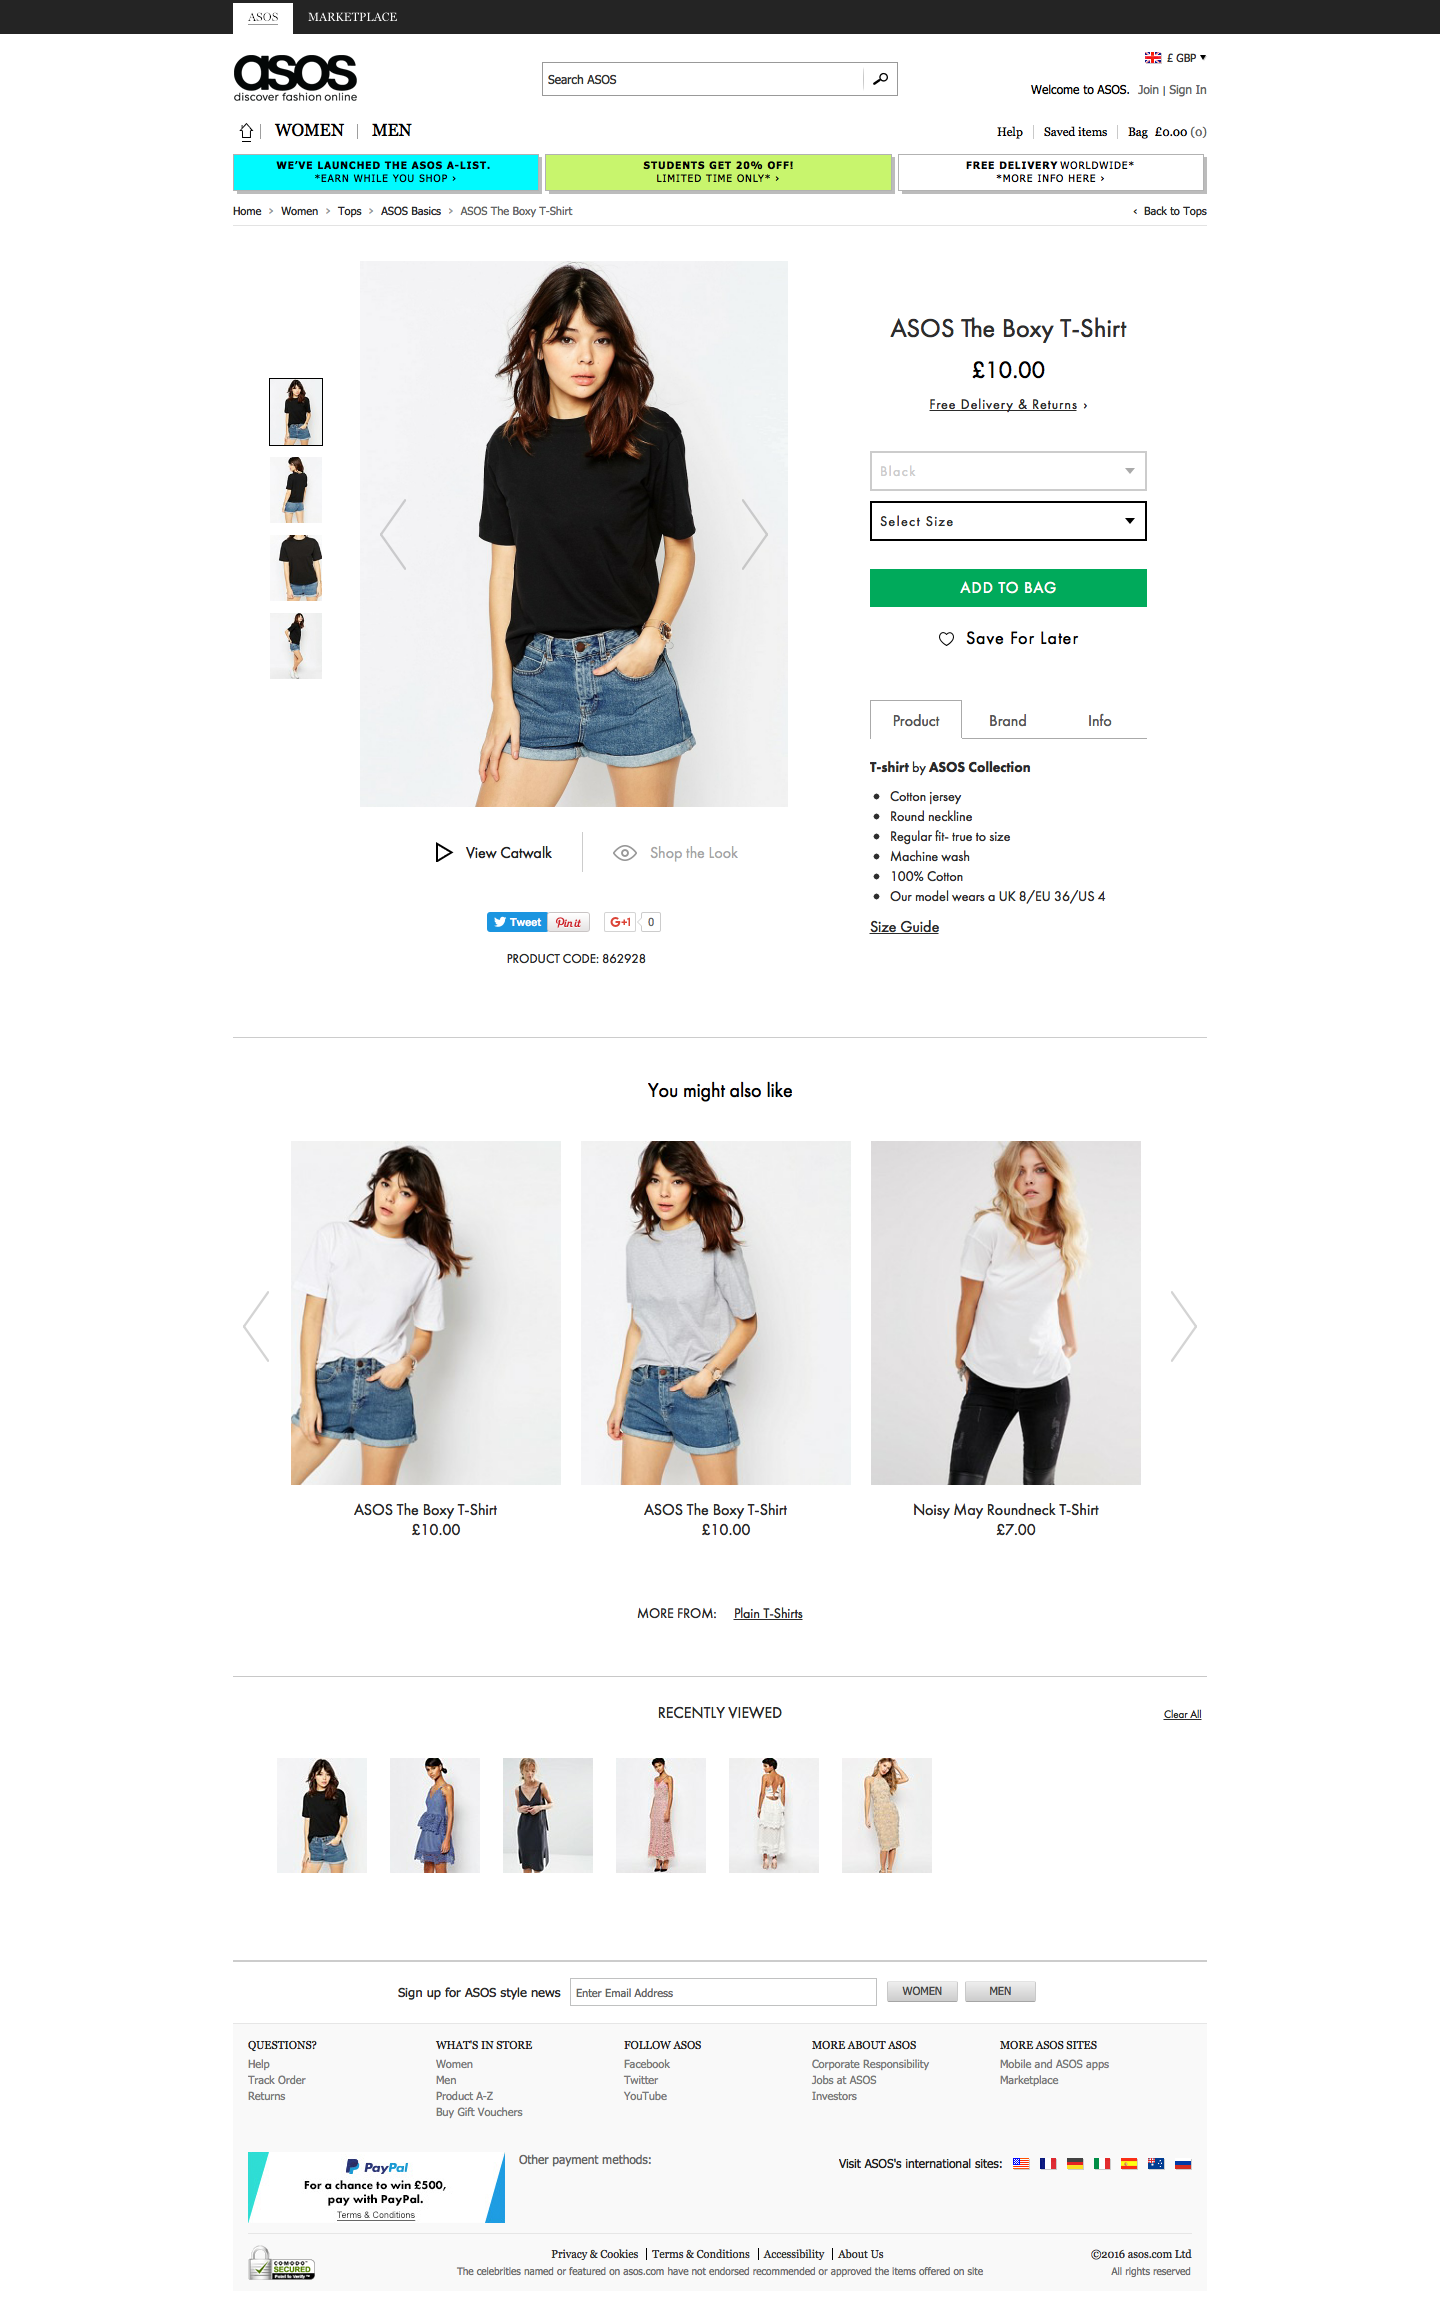 ASOS
MARKETPLACE
asos
discover fashion online
Search ASOS
£ GBP
Welcome to ASOS. Join | Sign In
WOMEN
MEN
Help
Saved items
Bag £0.00 (0)
WE'VE LAUNCHED THE ASOS A-LIST.
*EARN WHILE YOU SHOP ›
STUDENTS GET 20% OFF!
LIMITED TIME ONLY* ›
FREE DELIVERY WORLDWIDE*
*MORE INFO HERE ›
Home › Women › Tops › ASOS Basics › ASOS The Boxy T-Shirt
‹ Back to Tops
ASOS The Boxy T-Shirt
£10.00
Free Delivery & Returns ›
Black
Select Size
ADD TO BAG
Save For Later
Product
Brand
Info
T-shirt by ASOS Collection
• Cotton jersey
• Round neckline
• Regular fit- true to size
• Machine wash
• 100% Cotton
• Our model wears a UK 8/EU 36/US 4
Size Guide
View Catwalk
Shop the Look
Tweet
Pin it
G+1
0
PRODUCT CODE: 862928
You might also like
ASOS The Boxy T-Shirt
£10.00
ASOS The Boxy T-Shirt
£10.00
Noisy May Roundneck T-Shirt
£7.00
MORE FROM: Plain T-Shirts
RECENTLY VIEWED
Clear All
Sign up for ASOS style news
Enter Email Address
WOMEN
MEN
QUESTIONS?
Help
Track Order
Returns
WHAT'S IN STORE
Women
Men
Product A-Z
Buy Gift Vouchers
FOLLOW ASOS
Facebook
Twitter
YouTube
MORE ABOUT ASOS
Corporate Responsibility
Jobs at ASOS
Investors
MORE ASOS SITES
Mobile and ASOS apps
Marketplace
PayPal
For a chance to win £500,
pay with PayPal.
Terms & Conditions
Other payment methods:
Visit ASOS's international sites:
COMODO
SECURED
Point to Verify
Privacy & Cookies | Terms & Conditions | Accessibility | About Us
The celebrities named or featured on asos.com have not endorsed recommended or approved the items offered on site
©2016 asos.com Ltd
All rights reserved